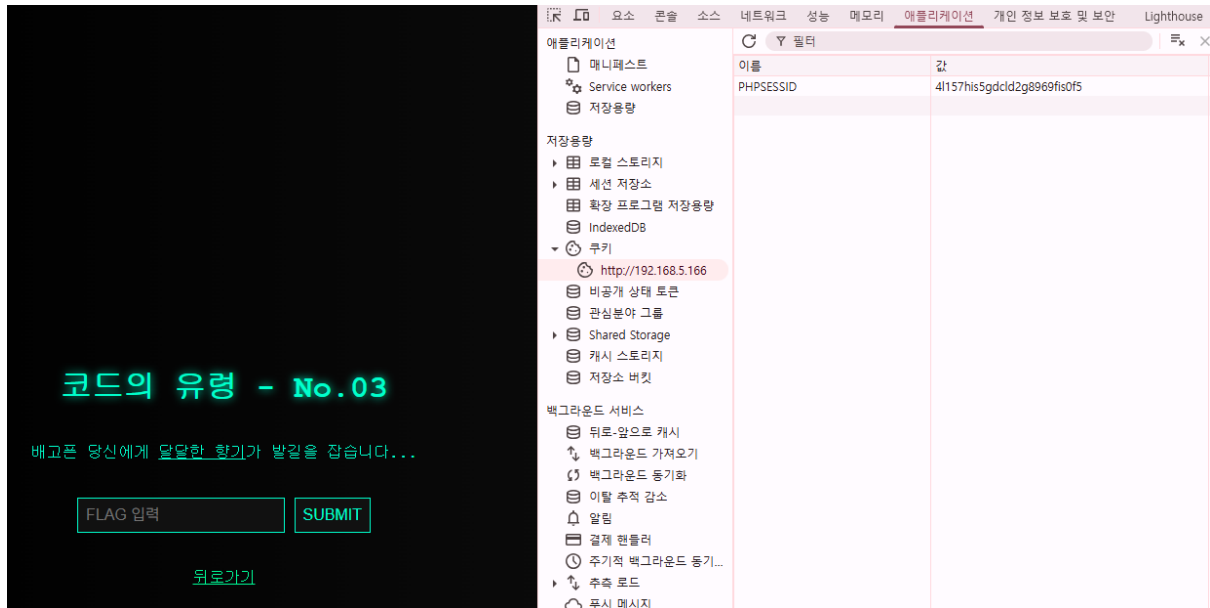 코드의 유령 - No.03
배고픈 당신에게 달달한 향기가 발길을 잡습니다...
FLAG 입력
SUBMIT
뒤로가기
요소 콘솔 소스 네트워크 성능 메모리 애플리케이션 개인 정보 보호 및 보안 Lighthouse
애플리케이션
매니페스트
Service workers
저장용량
저장용량
로컬 스토리지
세션 저장소
확장 프로그램 저장용량
IndexedDB
쿠키
http://192.168.5.166
비공개 상태 토큰
관심분야 그룹
Shared Storage
캐시 스토리지
저장소 버킷
백그라운드 서비스
뒤로-앞으로 캐시
백그라운드 가져오기
백그라운드 동기화
이탈 추적 감소
알림
결제 핸들러
주기적 백그라운드 동기...
추측 로드
푸시 메시지
필터
이름 값
PHPSESSID 4l157his5gdcld2g8969fis0f5